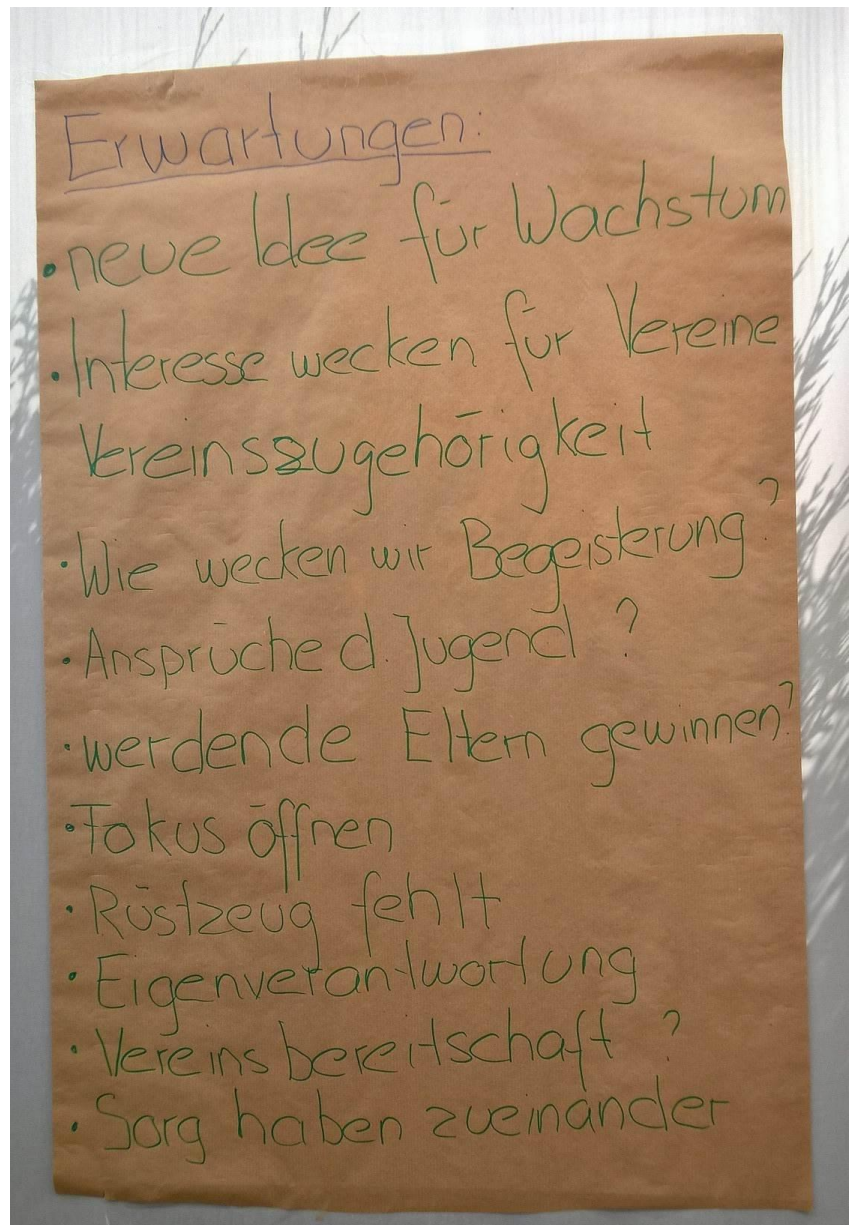 Erwartungen:
• neue Idee für Wachstum
• Interesse wecken für Vereine
Vereinszugehörigkeit
• Wie wecken wir Begeisterung?
• Ansprüche d. Jugend ?
• werdende Eltern gewinnen?
• Fokus öffnen
• Rüstzeug fehlt
• Eigenverantwortung
• Vereinsbereitschaft ?
• Sorg haben zueinander